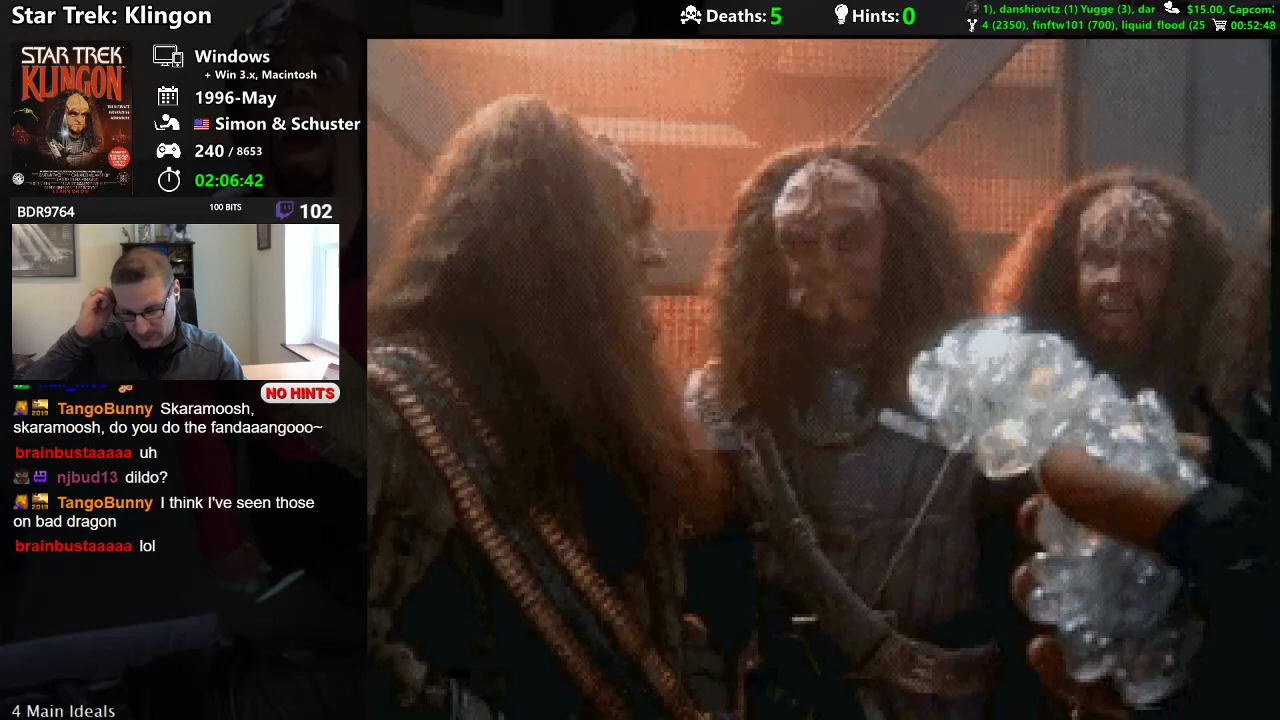 Star Trek: Klingon
Deaths: 5
Hints: 0
1), danshiovitz (1) Yugge (3), dar
$15.00, Capcom
4 (2350), finftw101 (700), liquid_flood (25
00:52:48
STAR TREK
KLINGON
Windows
+ Win 3.x, Macintosh
1996-May
Simon & Schuster
240 / 8653
02:06:42
BDR9764
100 BITS
102
NO HINTS
TangoBunny Skaramoosh,
skaramoosh, do you do the fandaaangooo~
brainbustaaaaa uh
njbud13 dildo?
TangoBunny I think I've seen those
on bad dragon
brainbustaaaaa lol
4 Main Ideals